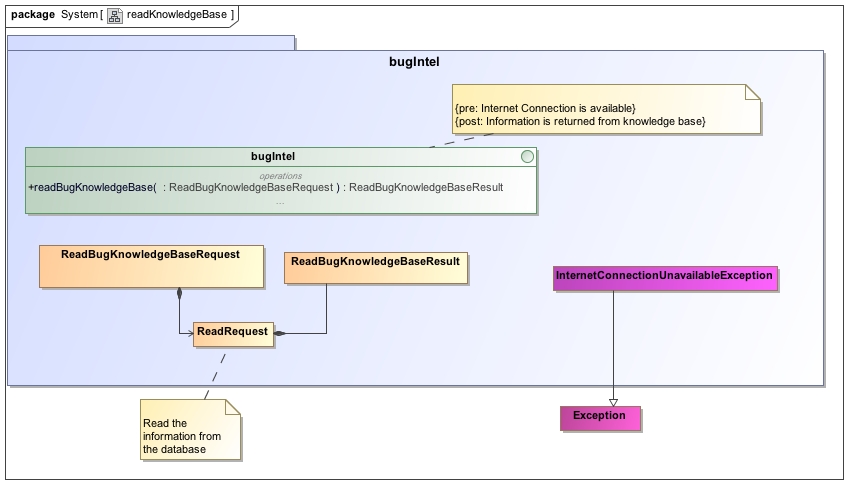 package System [ readKnowledgeBase ]
bugIntel
{pre: Internet Connection is available}
{post: Information is returned from knowledge base}
bugIntel
operations
+readBugKnowledgeBase( : ReadBugKnowledgeBaseRequest ) : ReadBugKnowledgeBaseResult
...
ReadBugKnowledgeBaseRequest
ReadBugKnowledgeBaseResult
InternetConnectionUnavailableException
ReadRequest
Exception
Read the
information from
the database